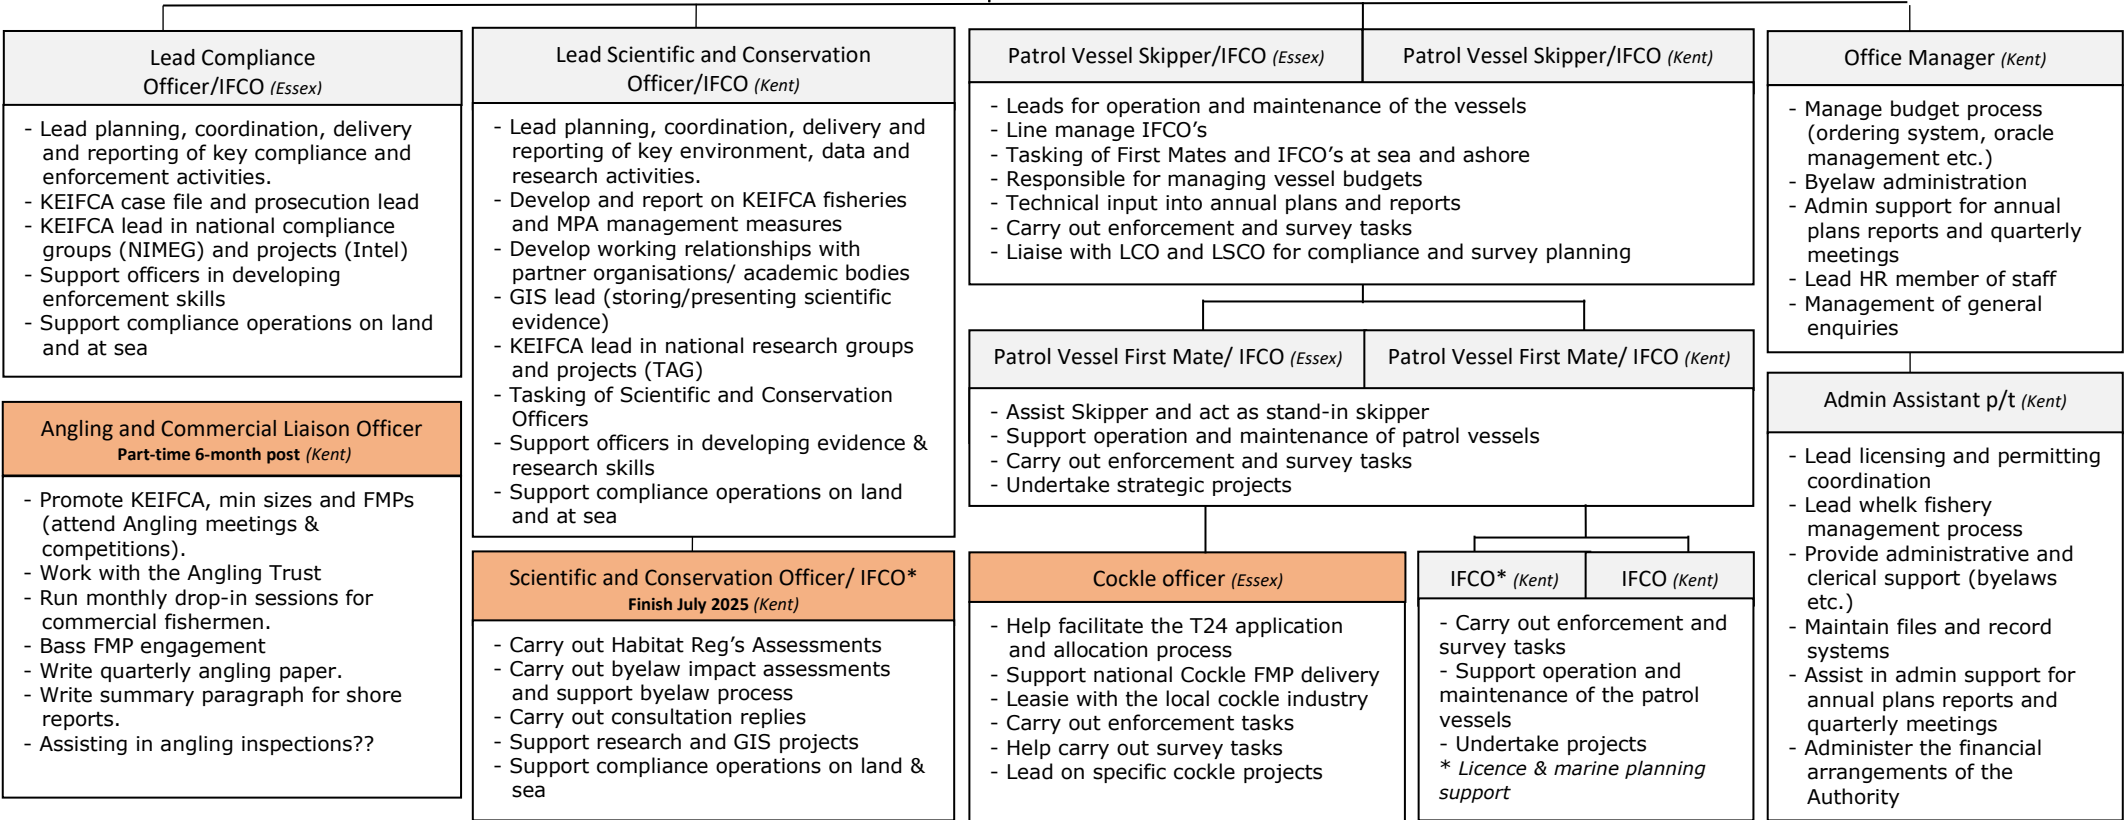 Lead Compliance
Officer/IFCO (Essex)
- Lead planning, coordination, delivery
and reporting of key compliance and
enforcement activities.
- KEIFCA case file and prosecution lead
- KEIFCA lead in national compliance
groups (NIMEG) and projects (Intel)
- Support officers in developing
enforcement skills
- Support compliance operations on land
and at sea
Angling and Commercial Liaison Officer
Part-time 6-month post (Kent)
- Promote KEIFCA, min sizes and FMPs
(attend Angling meetings &
competitions).
- Work with the Angling Trust
- Run monthly drop-in sessions for
commercial fishermen.
- Bass FMP engagement
- Write quarterly angling paper.
- Write summary paragraph for shore
reports.
- Assisting in angling inspections??
Lead Scientific and Conservation
Officer/IFCO (Kent)
- Lead planning, coordination, delivery and
reporting of key environment, data and
research activities.
- Develop and report on KEIFCA fisheries
and MPA management measures
- Develop working relationships with
partner organisations/ academic bodies
- GIS lead (storing/presenting scientific
evidence)
- KEIFCA lead in national research groups
and projects (TAG)
- Tasking of Scientific and Conservation
Officers
- Support officers in developing evidence &
research skills
- Support compliance operations on land
and at sea
Scientific and Conservation Officer/ IFCO*
Finish July 2025 (Kent)
- Carry out Habitat Reg's Assessments
- Carry out byelaw impact assessments
and support byelaw process
- Carry out consultation replies
- Support research and GIS projects
- Support compliance operations on land &
sea
Patrol Vessel Skipper/IFCO (Essex)
Patrol Vessel Skipper/IFCO (Kent)
- Leads for operation and maintenance of the vessels
- Line manage IFCO's
- Tasking of First Mates and IFCO's at sea and ashore
- Responsible for managing vessel budgets
- Technical input into annual plans and reports
- Carry out enforcement and survey tasks
- Liaise with LCO and LSCO for compliance and survey planning
Patrol Vessel First Mate/ IFCO (Essex)
Patrol Vessel First Mate/ IFCO (Kent)
- Assist Skipper and act as stand-in skipper
- Support operation and maintenance of patrol vessels
- Carry out enforcement and survey tasks
- Undertake strategic projects
Cockle officer (Essex)
- Help facilitate the T24 application
and allocation process
- Support national Cockle FMP delivery
- Leasie with the local cockle industry
- Carry out enforcement tasks
- Help carry out survey tasks
- Lead on specific cockle projects
IFCO* (Kent)
IFCO (Kent)
- Carry out enforcement and
survey tasks
- Support operation and
maintenance of the patrol
vessels
- Undertake projects
* Licence & marine planning
support
Office Manager (Kent)
- Manage budget process
(ordering system, oracle
management etc.)
- Byelaw administration
- Admin support for annual
plans reports and quarterly
meetings
- Lead HR member of staff
- Management of general
enquiries
Admin Assistant p/t (Kent)
- Lead licensing and permitting
coordination
- Lead whelk fishery
management process
- Provide administrative and
clerical support (byelaws
etc.)
- Maintain files and record
systems
- Assist in admin support for
annual plans reports and
quarterly meetings
- Administer the financial
arrangements of the
Authority